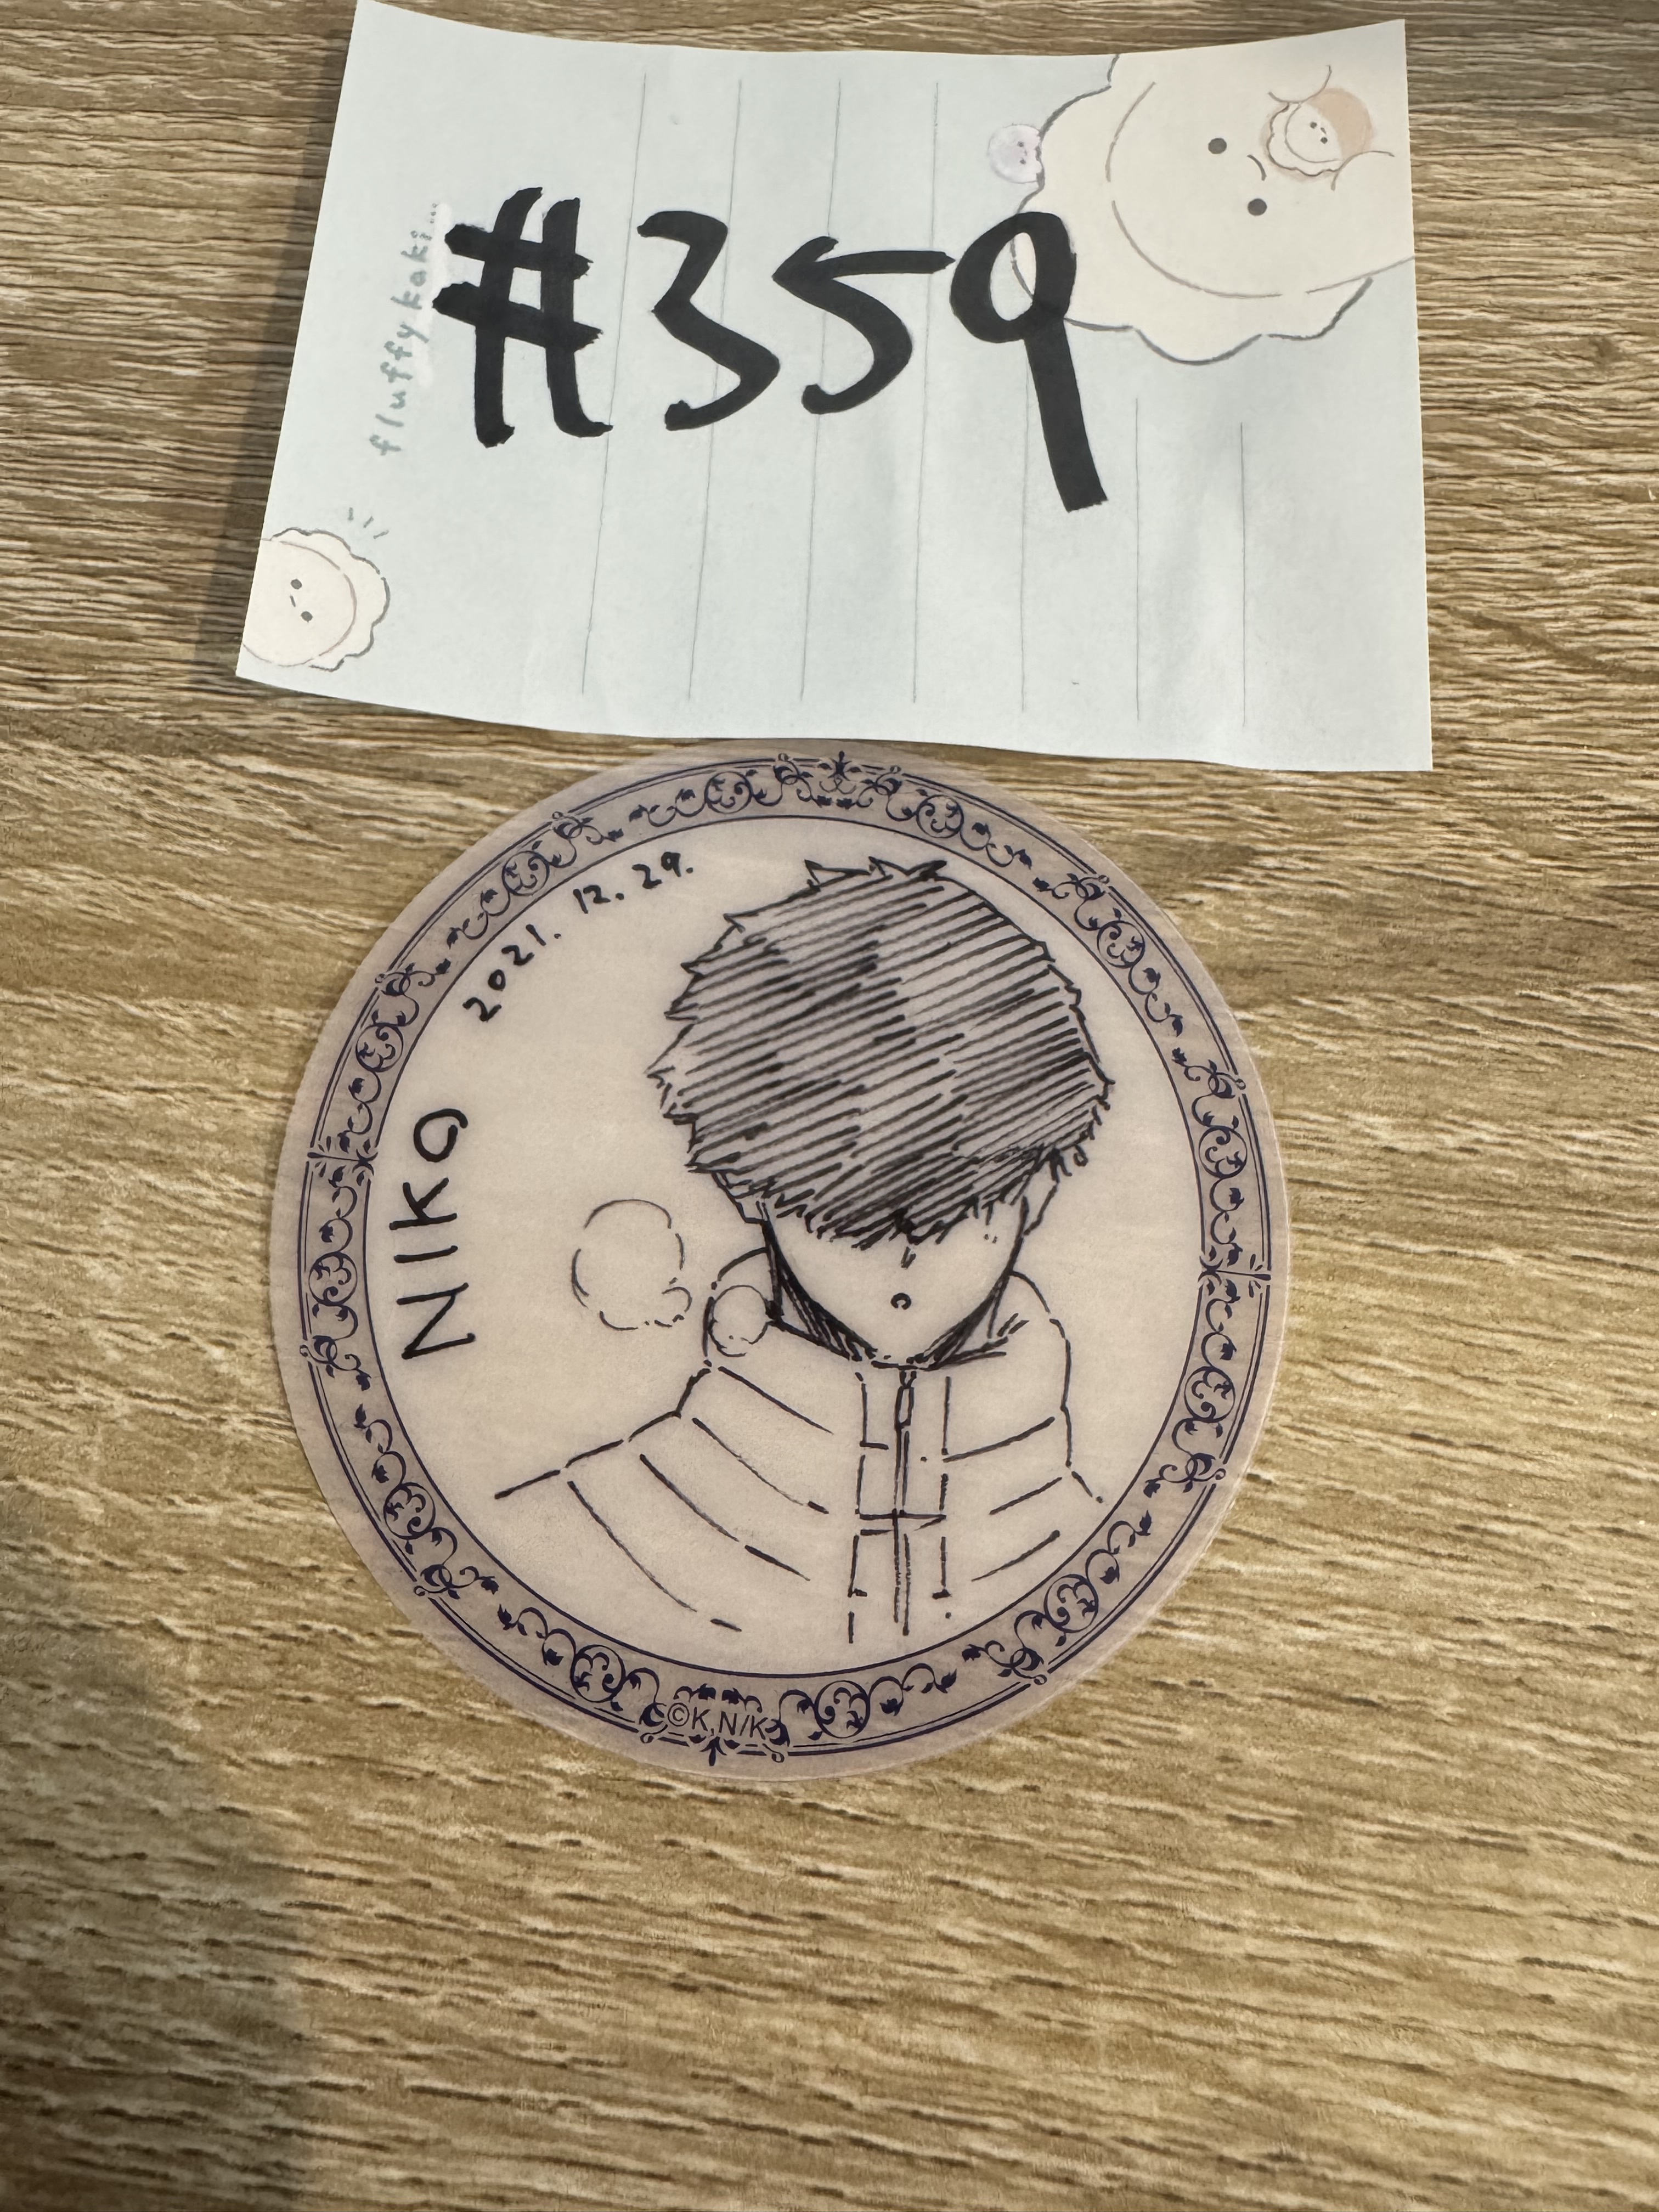 #359
fluffy kaki...
2021. 12. 29.
NIKO
©K,N/K